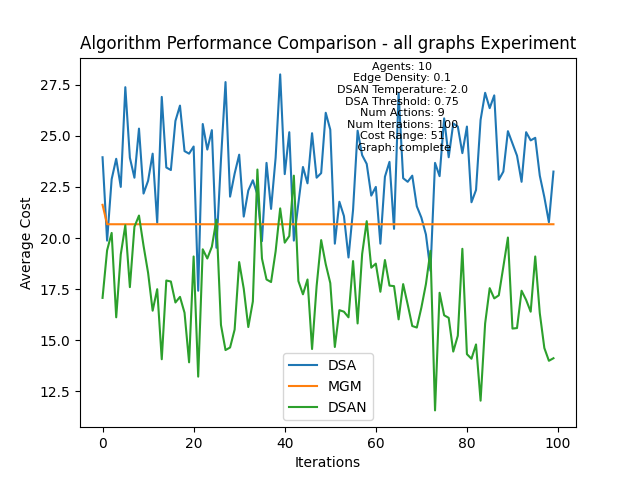 Algorithm Performance Comparison - all graphs Experiment
Agents: 10
Edge Density: 0.1
DSAN Temperature: 2.0
DSA Threshold: 0.75
Num Actions: 9
Num Iterations: 100
Cost Range: 51
Graph: complete
Average Cost
27.5
25.0
22.5
20.0
17.5
15.0
12.5
DSA
MGM
DSAN
0 20 40 60 80 100
Iterations